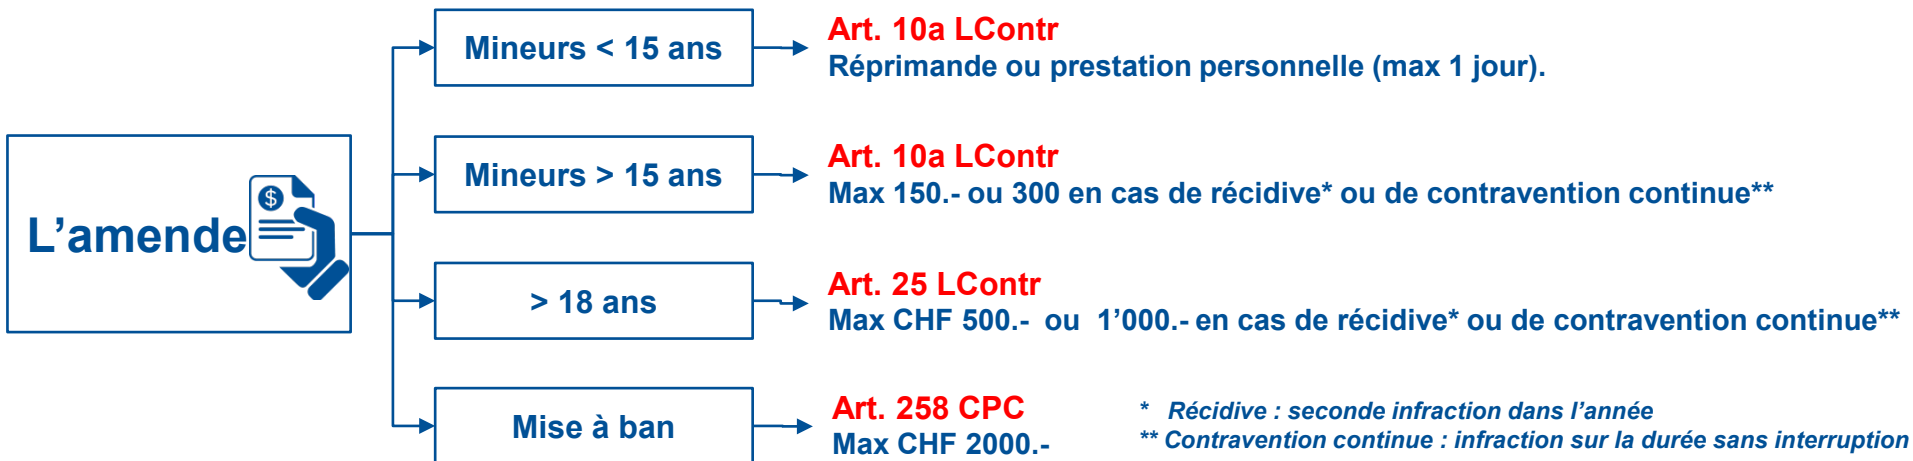 L'amende
$
Mineurs < 15 ans
Art. 10a LContr
Réprimande ou prestation personnelle (max 1 jour).
Mineurs > 15 ans
Art. 10a LContr
Max 150.- ou 300 en cas de récidive* ou de contravention continue**
> 18 ans
Art. 25 LContr
Max CHF 500.-  ou  1'000.- en cas de récidive* ou de contravention continue**
Mise à ban
Art. 258 CPC
Max CHF 2000.-
*   Récidive : seconde infraction dans l'année
** Contravention continue : infraction sur la durée sans interruption